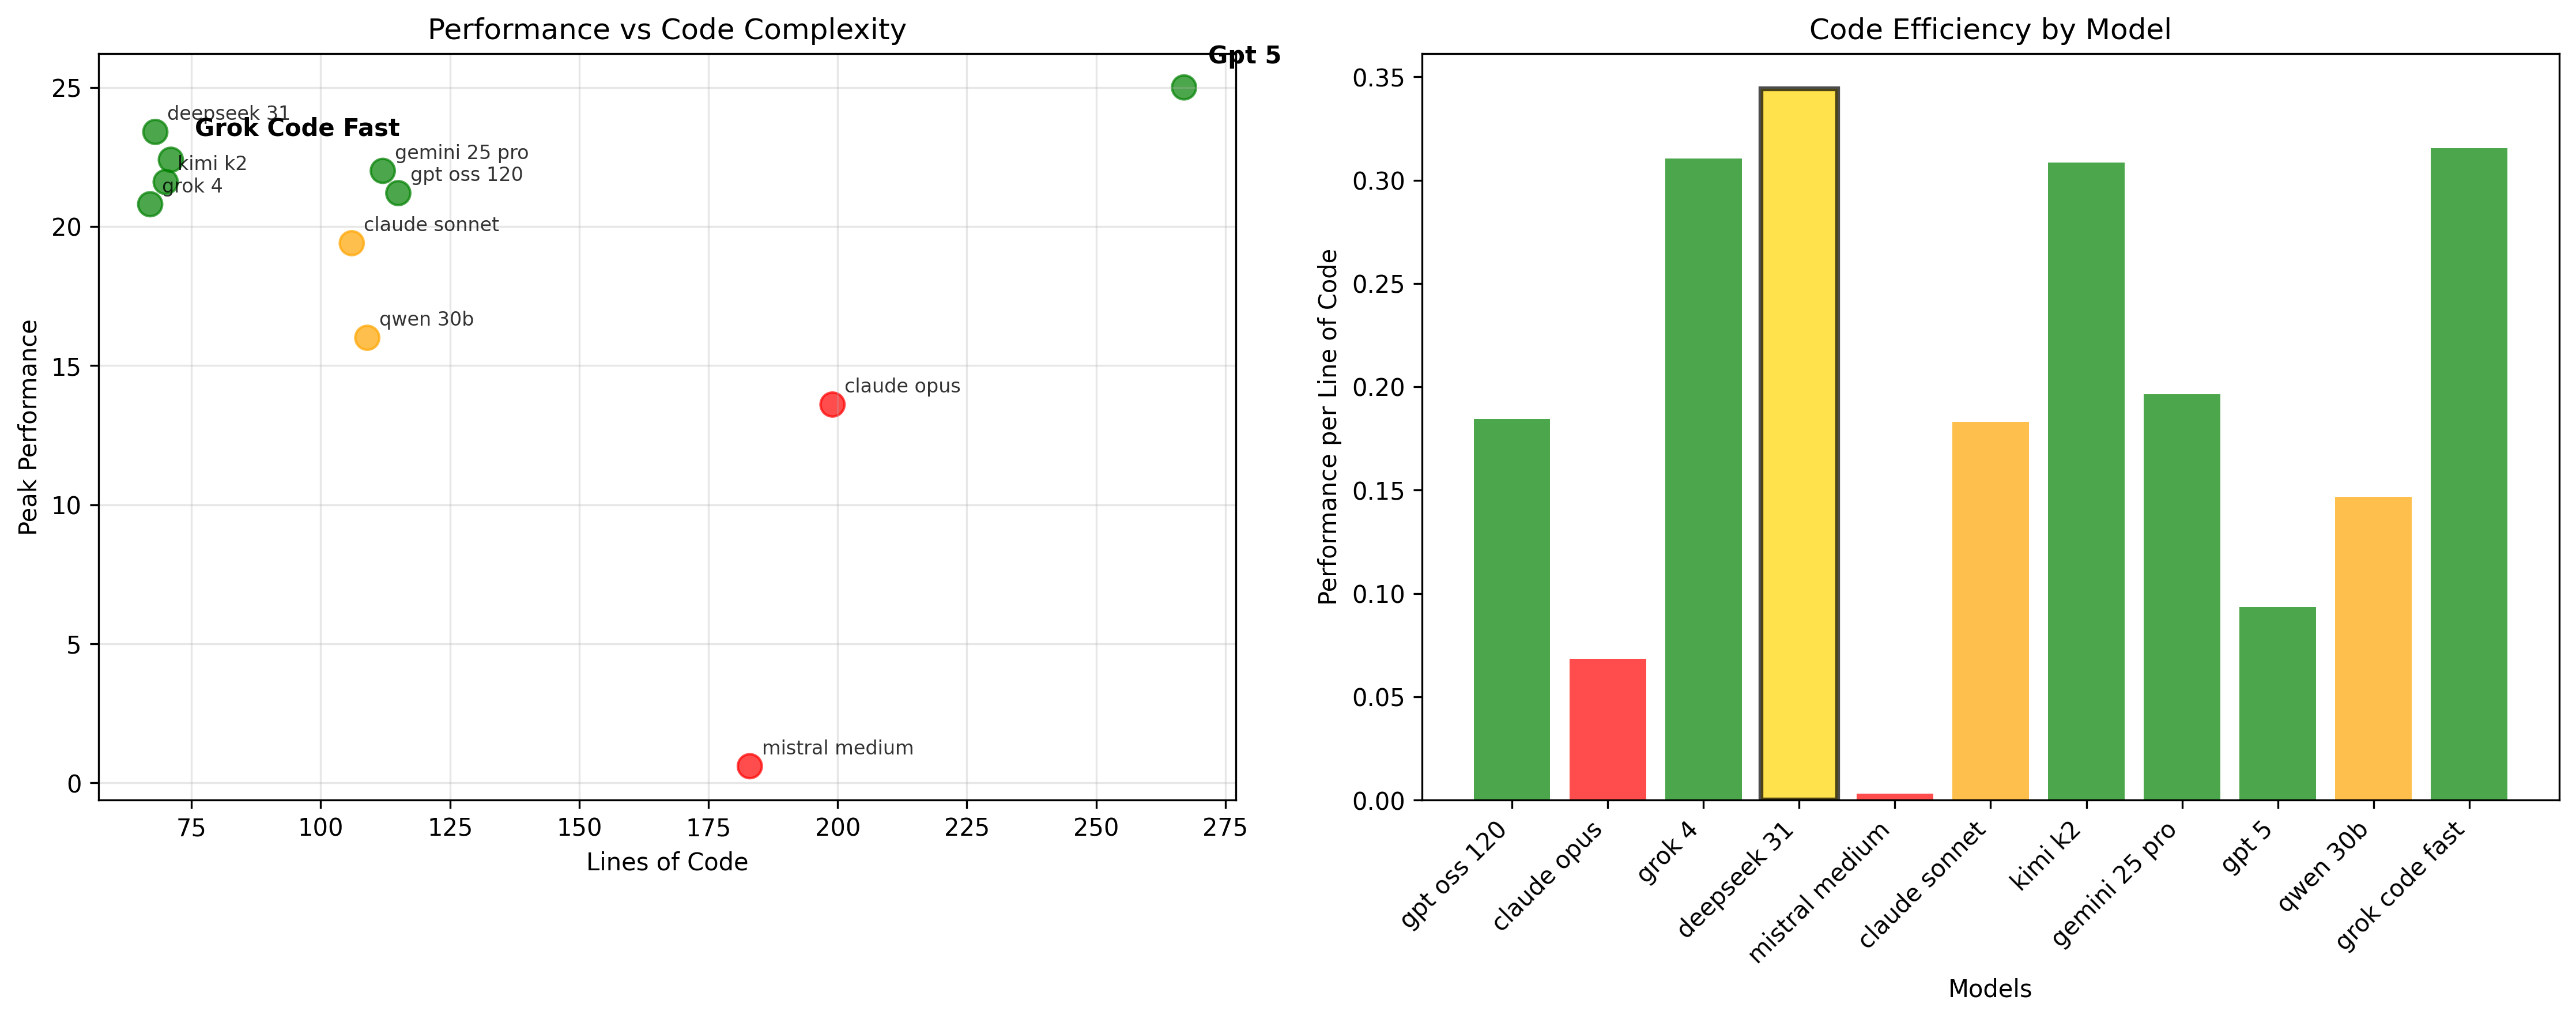 Performance vs Code Complexity
Gpt 5
25
deepseek 31
Grok Code Fast
gemini 25 pro
kimi k2
gpt oss 120
grok 4
claude sonnet
20
qwen 30b
15
claude opus
10
5
mistral medium
0
Peak Performance
75 100 125 150 175 200 225 250 275
Lines of Code
Code Efficiency by Model
0.35
0.30
0.25
0.20
0.15
0.10
0.05
0.00
Performance per Line of Code
gpt oss 120
claude opus
grok 4
deepseek 31
mistral medium
claude sonnet
kimi k2
gemini 25 pro
gpt 5
qwen 30b
grok code fast
Models